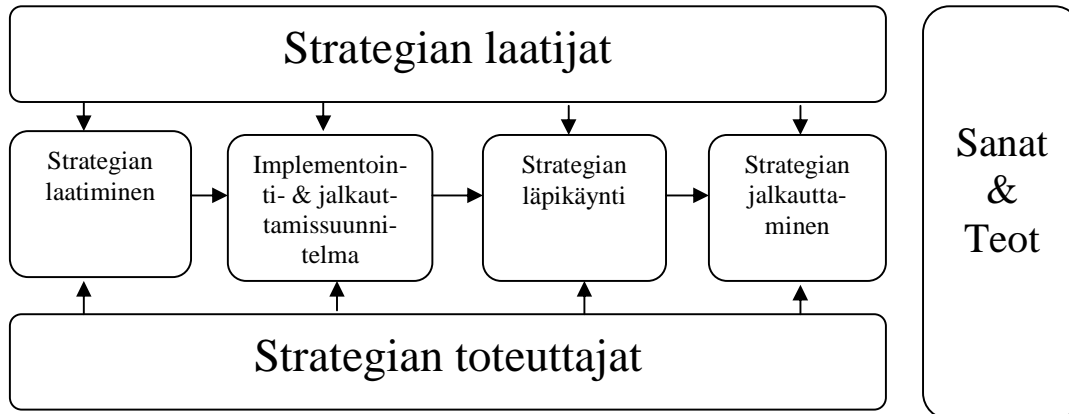 Strategian laatijat
Strategian
laatiminen
Implementoin-
ti- & jalkaut-
tamissuunni-
telma
Strategian
läpikäynti
Strategian
jalkautta-
minen
Strategian toteuttajat
Sanat
&
Teot